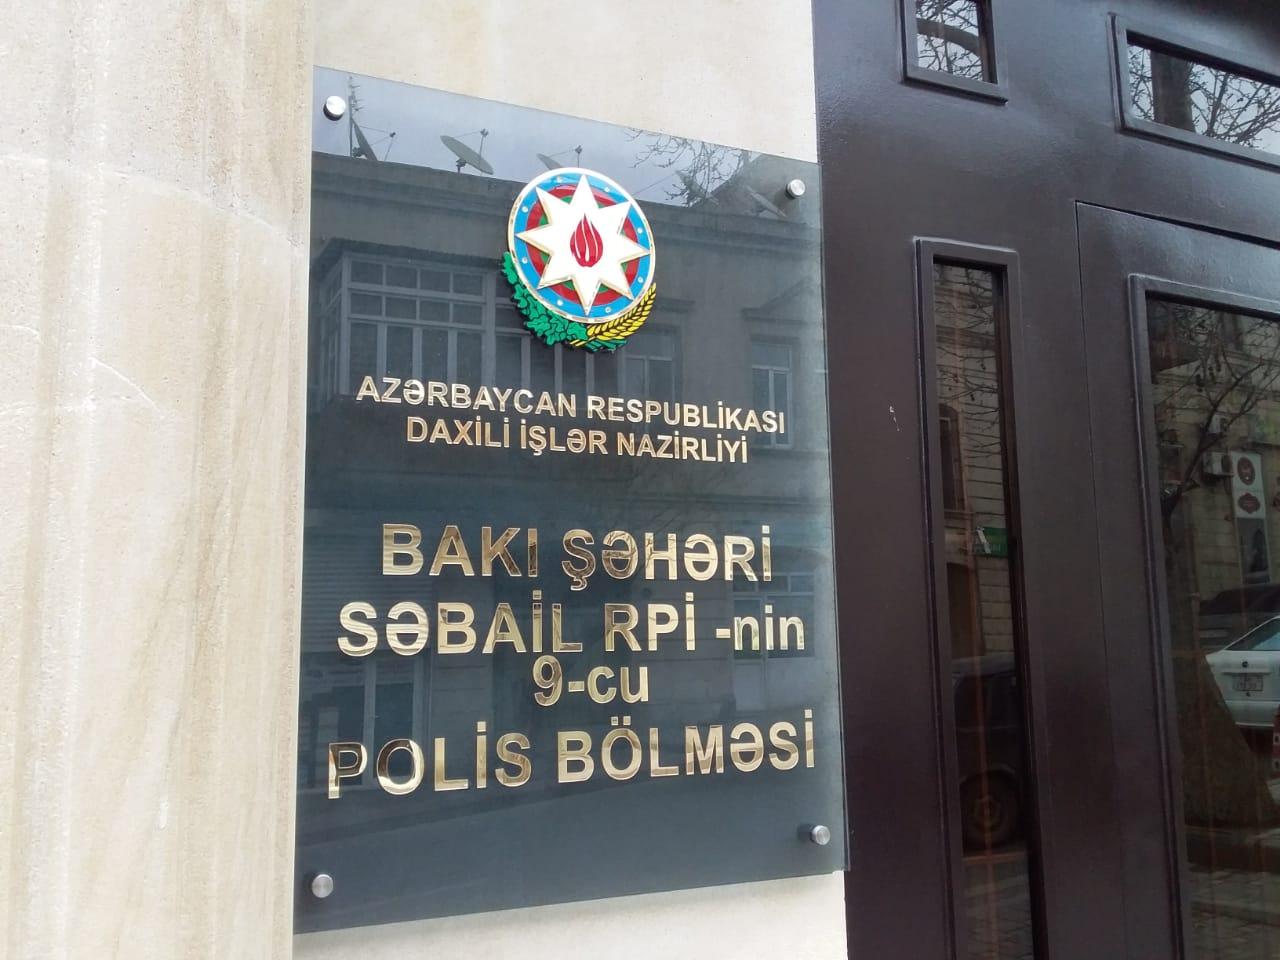 AZƏRBAYCAN RESPUBLİKASI
DAXİLİ İŞLƏR NAZİRLİYİ
BAKI ŞƏHƏRİ
SƏBAİL RPİ -nin
9-cu
POLİS BÖLMƏSİ